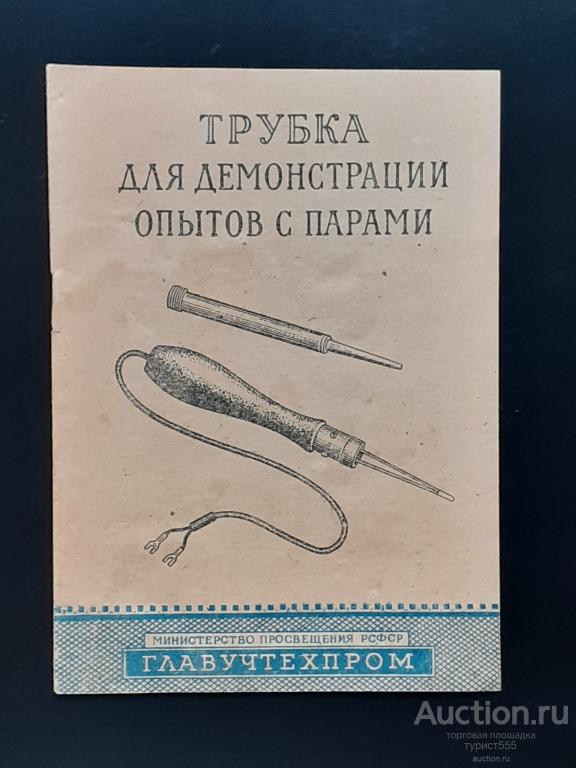 ТРУБКА
ДЛЯ ДЕМОНСТРАЦИИ
ОПЫТОВ С ПАРАМИ
МИНИСТЕРСТВО ПРОСВЕЩЕНИЯ РСФСР
ГЛАВУЧТЕХПРОМ
Auction.ru
торговая площадка
турист555
auction.ru